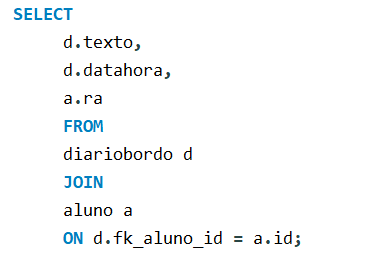 SELECT
d.texto,
d.datahora,
a.ra
FROM
diariobordo d
JOIN
aluno a
ON d.fk_aluno_id = a.id;